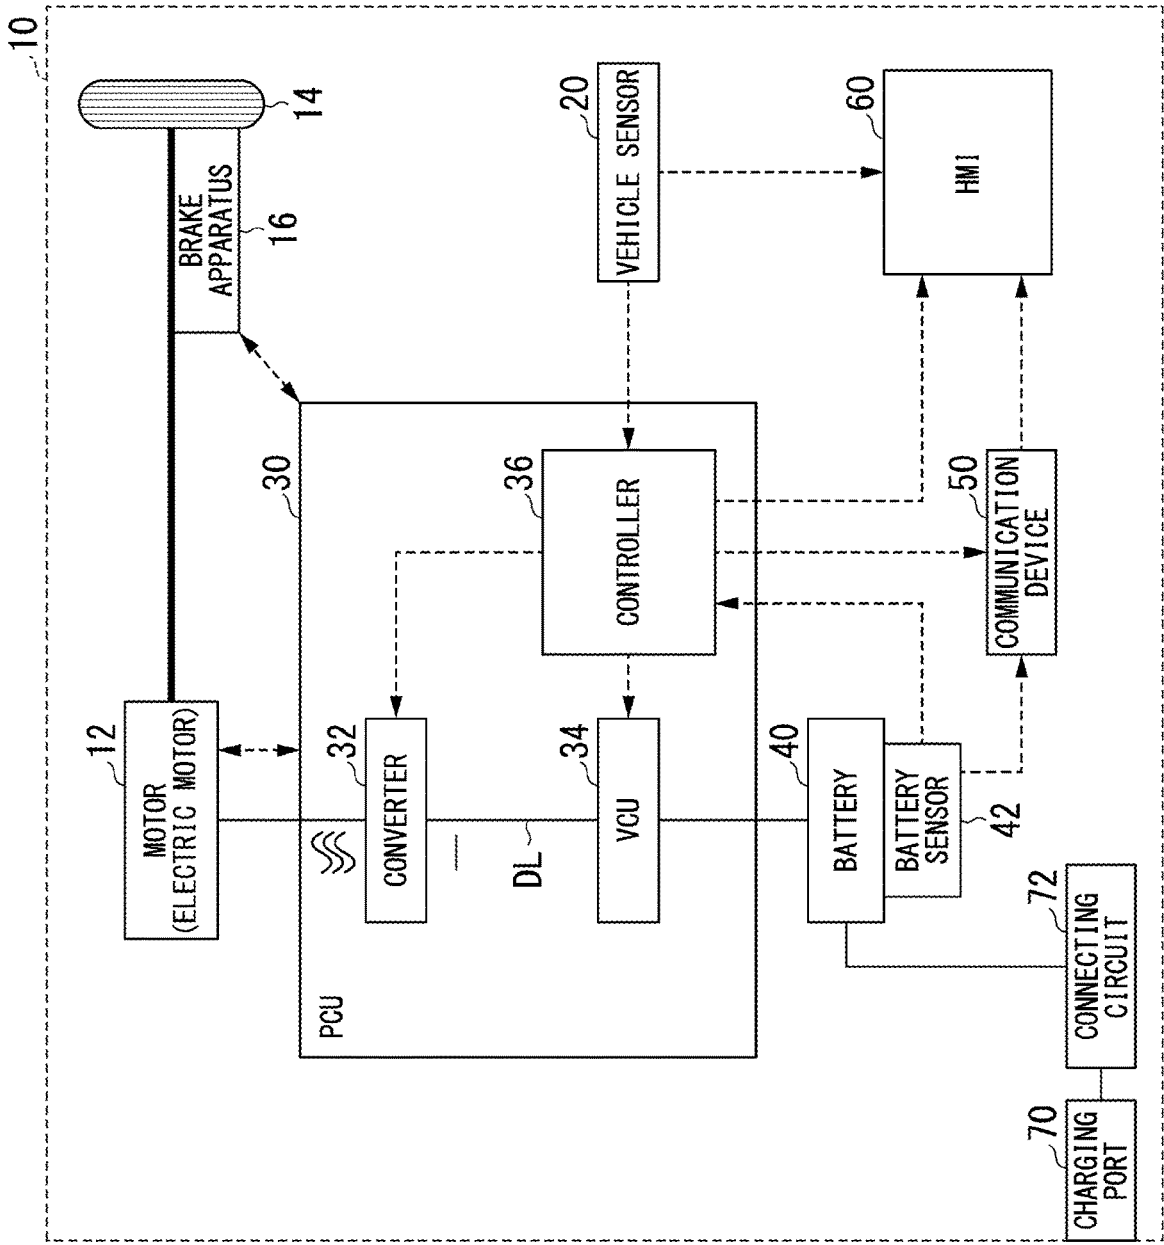 10
MOTOR
(ELECTRIC MOTOR)
12
BRAKE
APPARATUS
16
14
PCU
30
CONVERTER
32
DL
VCU
34
CONTROLLER
36
VEHICLE SENSOR
20
BATTERY
40
BATTERY
SENSOR
42
HMI
60
COMMUNICATION
DEVICE
50
CHARGING
PORT
70
CONNECTING
CIRCUIT
72